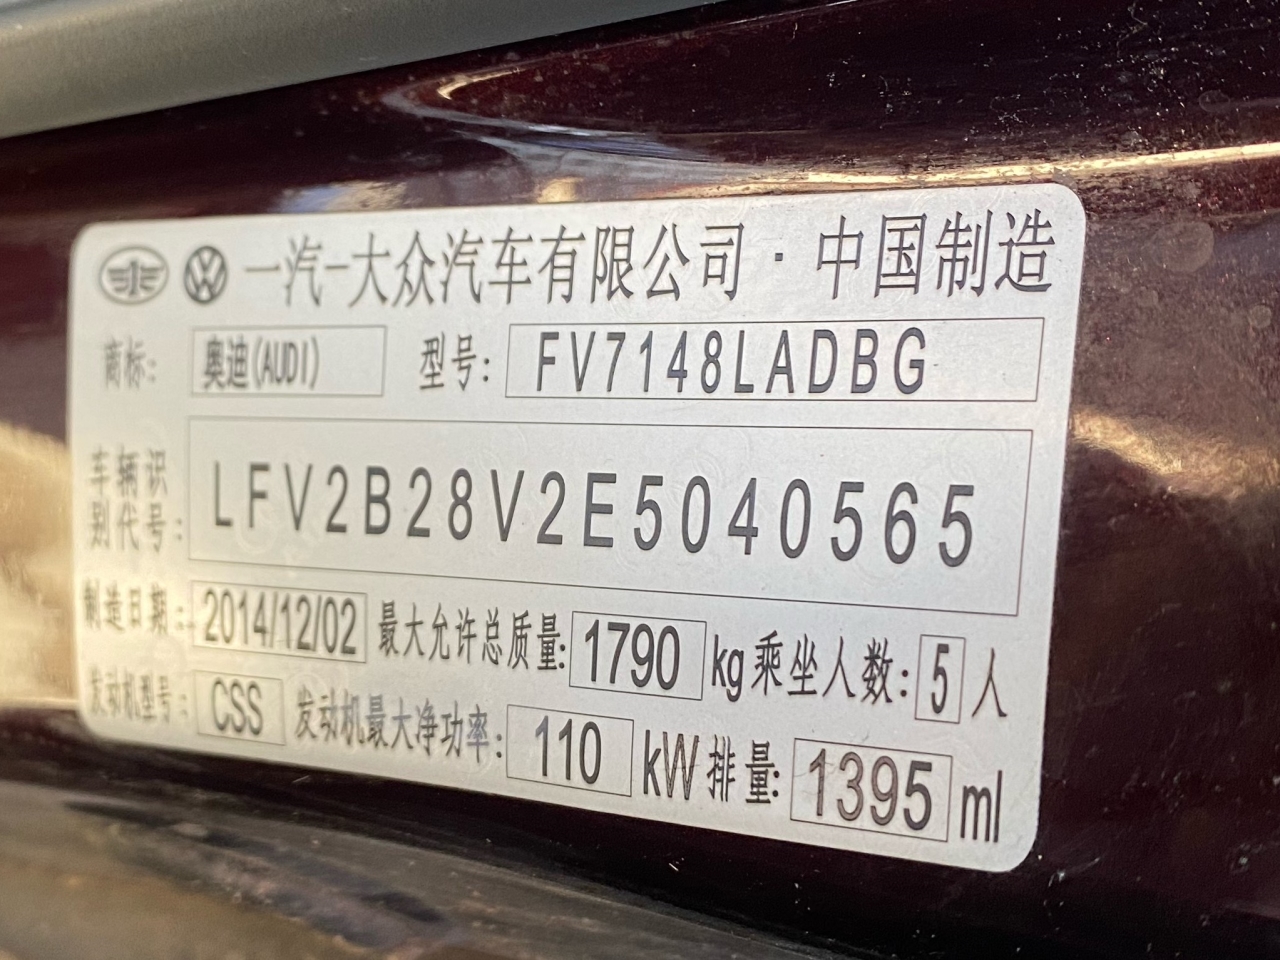 一汽-大众汽车有限公司·中国制造
商标: 奥迪(AUDI) 型号: FV7148LADBG
车辆识别代号: LFV2B28V2E5040565
制造日期: 2014/12/02 最大允许总质量: 1790 kg 乘坐人数: 5 人
发动机型号: CSS 发动机最大净功率: 110 kW 排量: 1395 ml